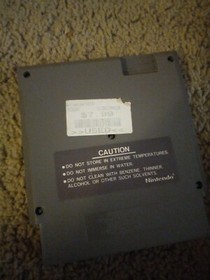 USED
CAUTION
•DO NOT STORE IN EXTREME TEMPERATURES.
•DO NOT IMMERSE IN WATER.
•DO NOT CLEAN WITH BENZENE, THINNER,
ALCOHOL OR OTHER SUCH SOLVENTS.
Nintendo